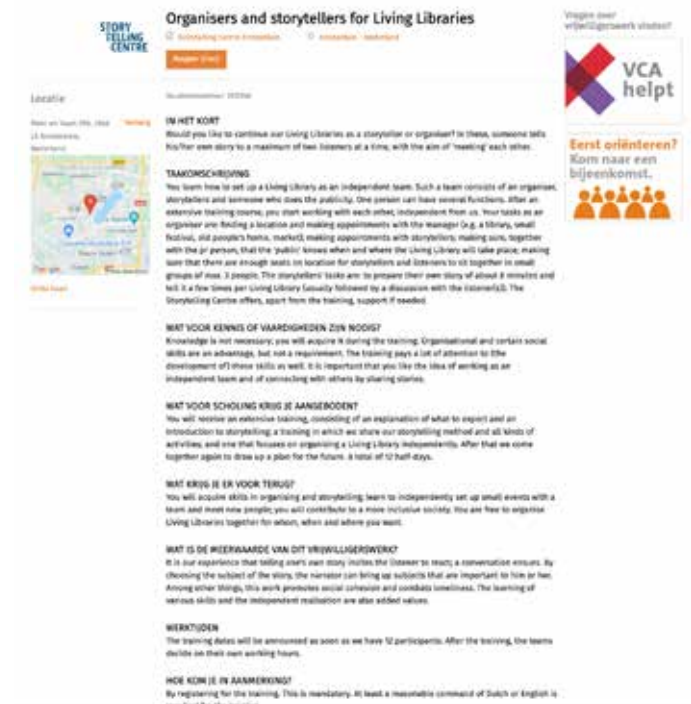 STORY
TELLING
CENTRE
Organisers and storytellers for Living Libraries
Storytelling Centre Amsterdam
Amsterdam - Nederland
Vragen over
vrijwilligerswerk vinden?
VCA
helpt
Eerst oriënteren?
Kom naar een
bijeenkomst.
Locatie
Nederland
IN HET KORT
Would you like to continue our Living Libraries as a storyteller or organiser? In these, someone tells
his/her own story to a maximum of two listeners at a time, with the aim of 'meeting' each other.
TAAKOMSCHRIJVING
You learn how to set up a Living Library as an independent team. Such a team consists of an organiser,
storytellers and someone who does the publicity. One person can have several functions. After an
extensive training course, you start working with each other, independent from us. Your tasks as an
organiser are: finding a location and making appointments with the manager (e.g. a library, small
festival, old people's home, market); making appointments with storytellers; making sure, together
with the pr person, that the 'public' knows when and where the Living Library will take place; making
sure that there are enough seats on location for storytellers and listeners to sit together in small
groups of max. 3 people. The storytellers' tasks are: to prepare their own story of about 8 minutes and
tell it a few times per Living Library (usually followed by a discussion with the listener(s)). The
Storytelling Centre offers, apart from the training, support if needed.
WAT VOOR KENNIS OF VAARDIGHEDEN ZIJN NODIG?
Knowledge is not necessary; you will acquire it during the training. Organisational and certain social
skills are an advantage, but not a requirement. The training pays a lot of attention to (the
development of) these skills as well. It is important that you like the idea of working as an
independent team and of connecting with others by sharing stories.
WAT VOOR SCHOLING KRIJG JE AANGEBODEN?
You will receive an extensive training, consisting of an explanation of what to expect and an
introduction to storytelling; a training in which we share our storytelling method and all kinds of
activities; and one that focuses on organising a Living Library independently. After that we come
together again to draw up a plan for the future. A total of 12 half-days.
WAT KRIJG JE ER VOOR TERUG?
You will acquire skills in organising and storytelling; learn to independently set up small events with a
team and meet new people; you will contribute to a more inclusive society. You are free to organise
Living Libraries together for whom, when and where you want.
WAT IS DE MEERWAARDE VAN DIT VRIJWILLIGERSWERK?
It is our experience that telling one's own story invites the listener to react; a conversation ensues. By
choosing the subject of the story, the narrator can bring up subjects that are important to him or her.
Among other things, this work promotes social cohesion and combats loneliness. The learning of
various skills and the independent realisation are also added values.
WERKTIJDEN
The training dates will be announced as soon as we have 12 participants. After the training, the teams
decide on their own working hours.
HOE KOM JE IN AANMERKING?
By registering for the training. This is mandatory. At least a reasonable command of Dutch or English is